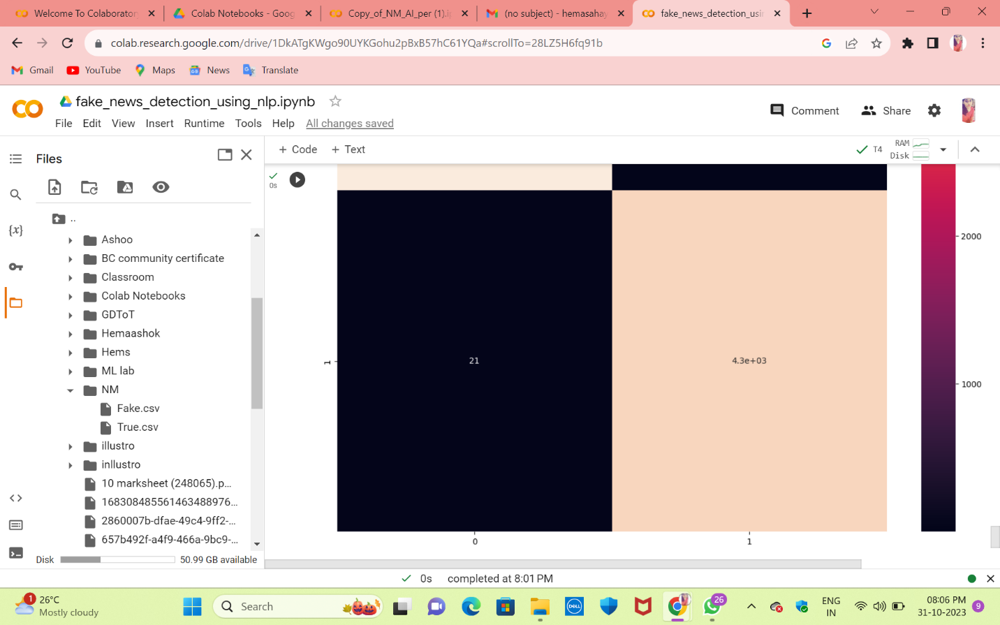 Welcome To Colaborator
Colab Notebooks - Goog
Copy_of_NM_AI_per (1).i
(no subject) - hemasahay
fake_news_detection_usin
colab.research.google.com/drive/1DkATgKWgo90UYKGohu2pBxB57hC61YQa#scrollTo=28LZ5H6fq91b
Gmail
YouTube
Maps
News
Translate
fake_news_detection_using_nlp.ipynb
File Edit View Insert Runtime Tools Help All changes saved
Comment
Share
Files
+ Code + Text
T4
RAM
Disk
0s
{x}
..
Ashoo
BC community certificate
Classroom
Colab Notebooks
GDToT
Hemaashok
Hems
ML lab
NM
Fake.csv
True.csv
illustro
inllustro
10 marksheet (248065).p...
168308485561463488976...
2860007b-dfae-49c4-9ff2-...
657b492f-a4f9-466a-9bc9-...
Disk
50.99 GB available
1
21
4.3e+03
0
1
2000
1000
0s completed at 8:01 PM
1
26°C
Mostly cloudy
Search
DELL
26
ENG
IN
08:06 PM
31-10-2023
9